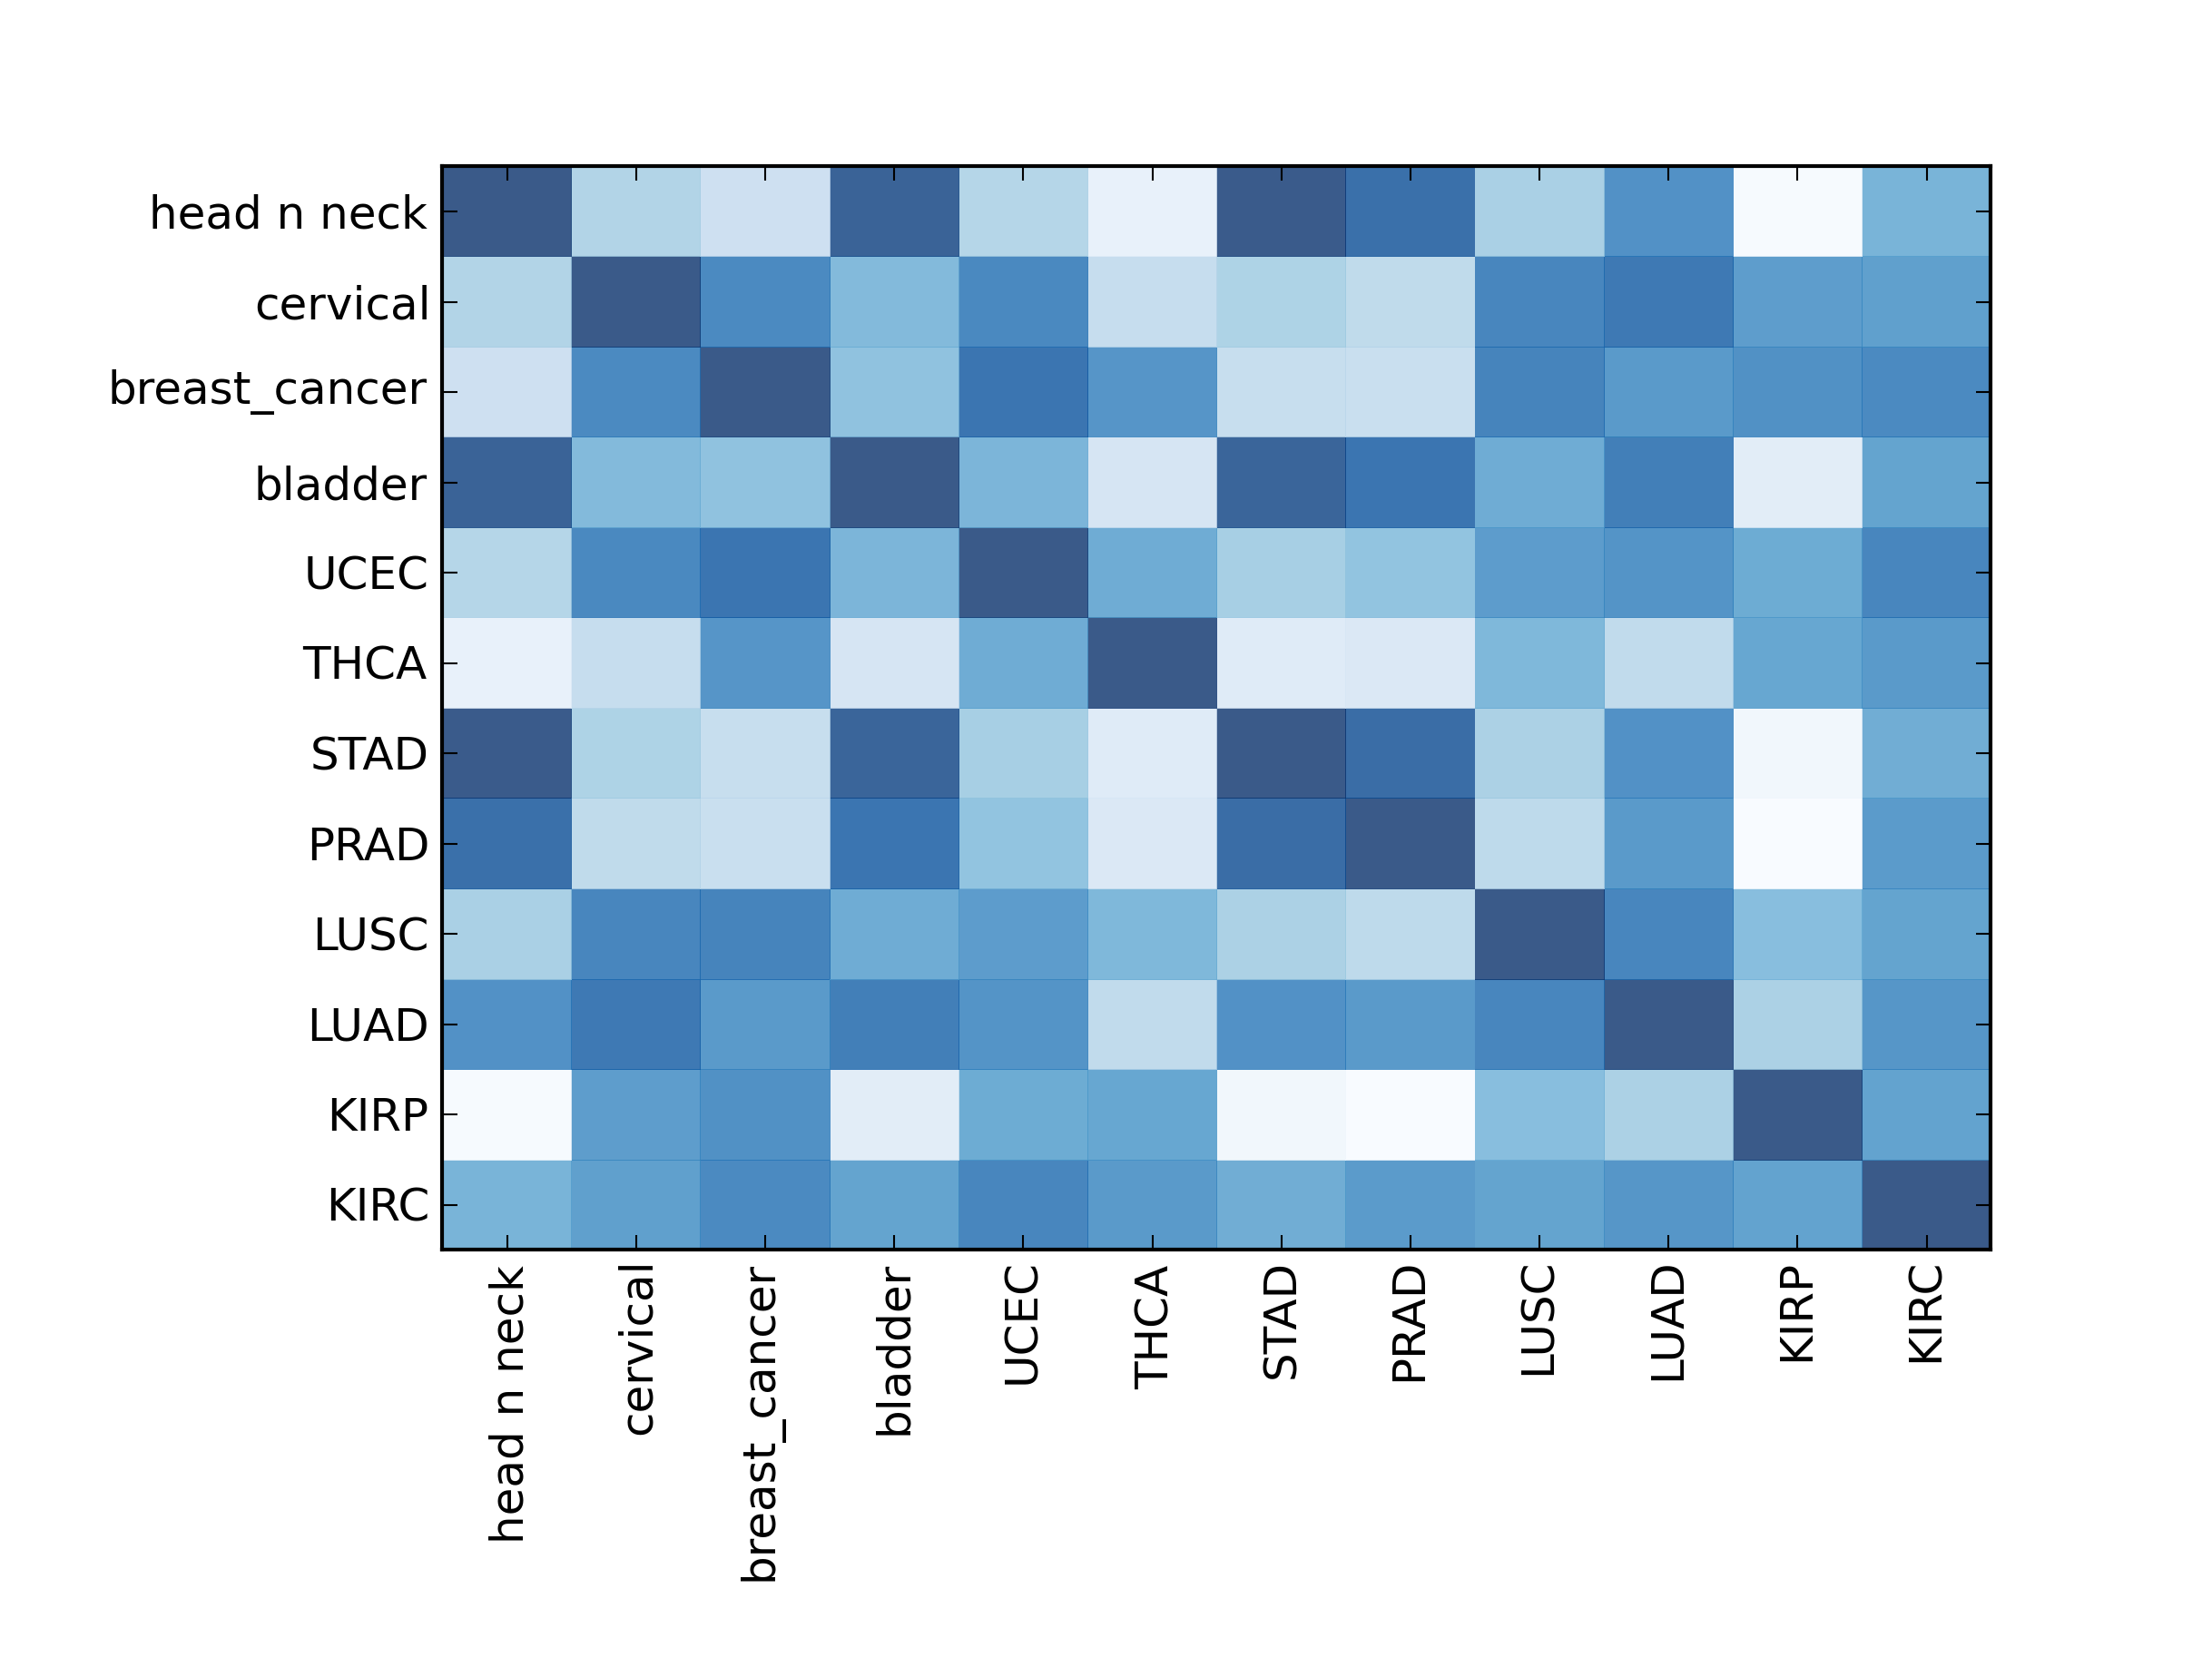 head n neck
cervical
breast_cancer
bladder
UCEC
THCA
STAD
PRAD
LUSC
LUAD
KIRP
KIRC
head n neck
cervical
breast_cancer
bladder
UCEC
THCA
STAD
PRAD
LUSC
LUAD
KIRP
KIRC